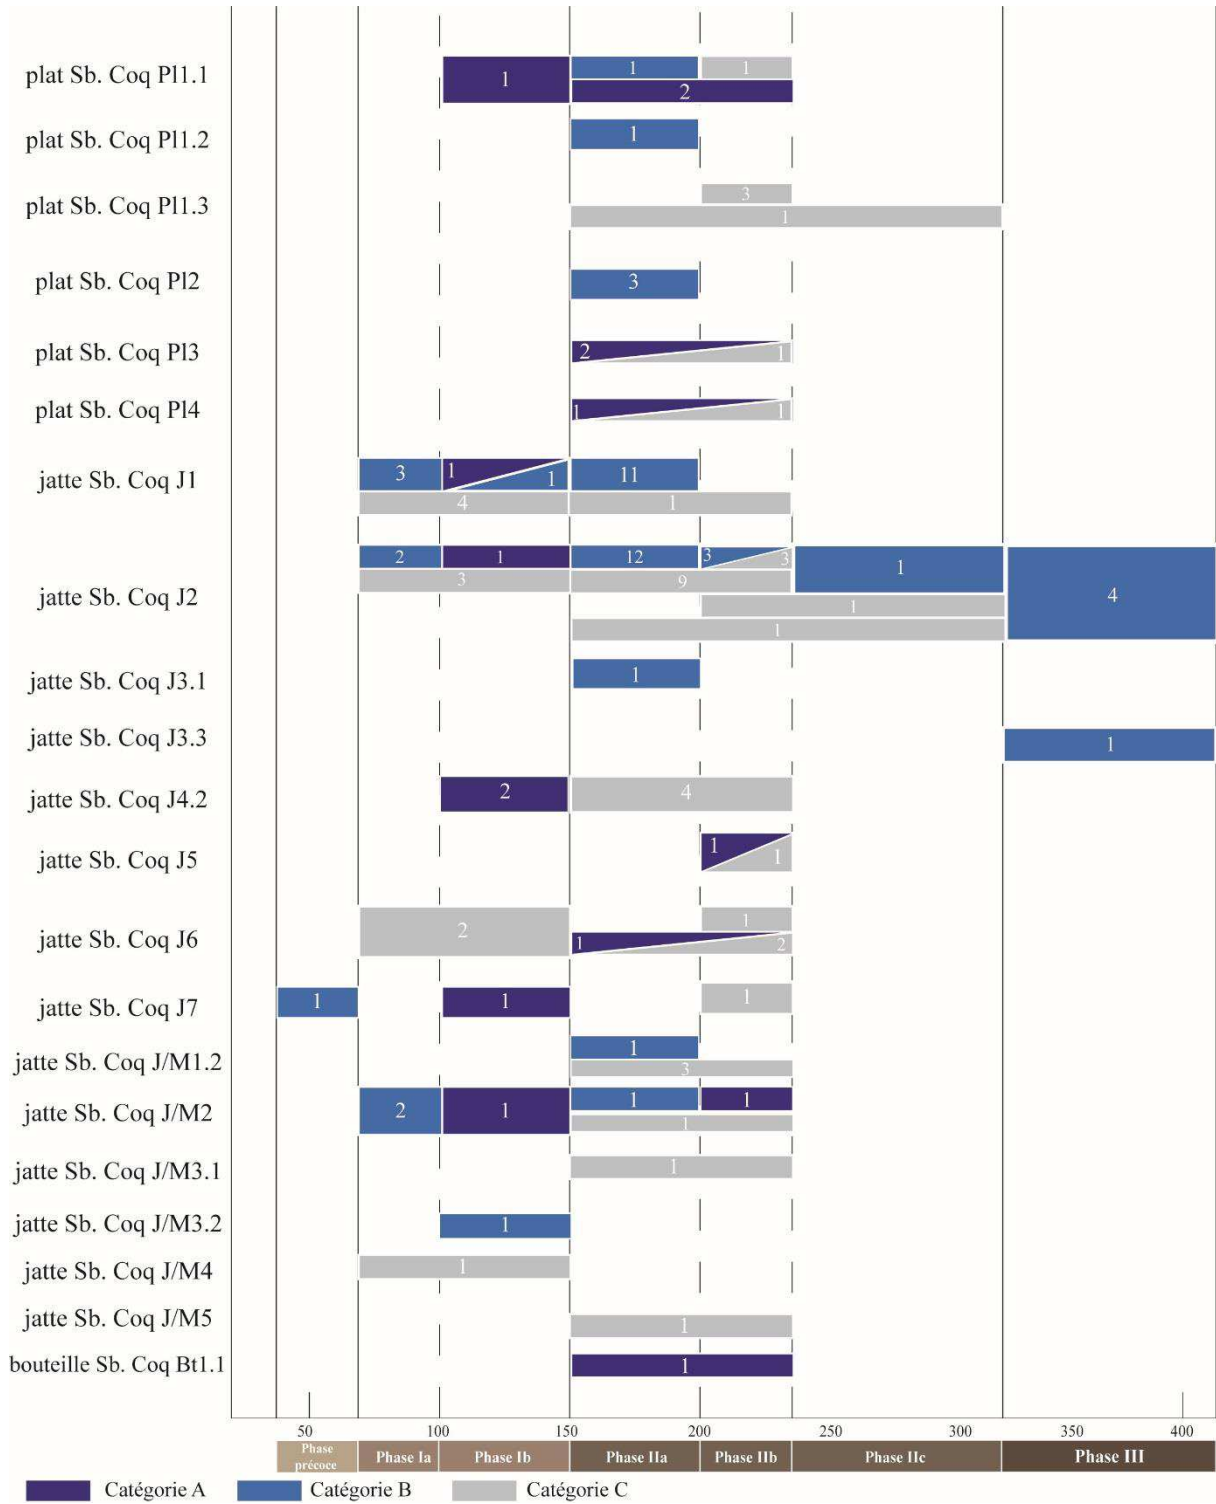 plat Sb. Coq Pl1.1
1 1 1
2
plat Sb. Coq Pl1.2
1
plat Sb. Coq Pl1.3
3
1
plat Sb. Coq Pl2
3
plat Sb. Coq Pl3
2 1
plat Sb. Coq Pl4
1 1
jatte Sb. Coq J1
3 1 1 11
4 1
jatte Sb. Coq J2
2 1 12 3 3 1 4
3 9
1
1
jatte Sb. Coq J3.1
1
jatte Sb. Coq J3.3
1
jatte Sb. Coq J4.2
2 4
jatte Sb. Coq J5
1 1
jatte Sb. Coq J6
2 1
1 2
jatte Sb. Coq J7
1 1 1
jatte Sb. Coq J/M1.2
1
3
jatte Sb. Coq J/M2
2 1 1 1
1
jatte Sb. Coq J/M3.1
1
jatte Sb. Coq J/M3.2
1
jatte Sb. Coq J/M4
1
jatte Sb. Coq J/M5
1
bouteille Sb. Coq Bt1.1
1
50 100 150 200 250 300 350 400
Phase précoce Phase Ia Phase Ib Phase IIa Phase IIb Phase IIc Phase III
Catégorie A Catégorie B Catégorie C